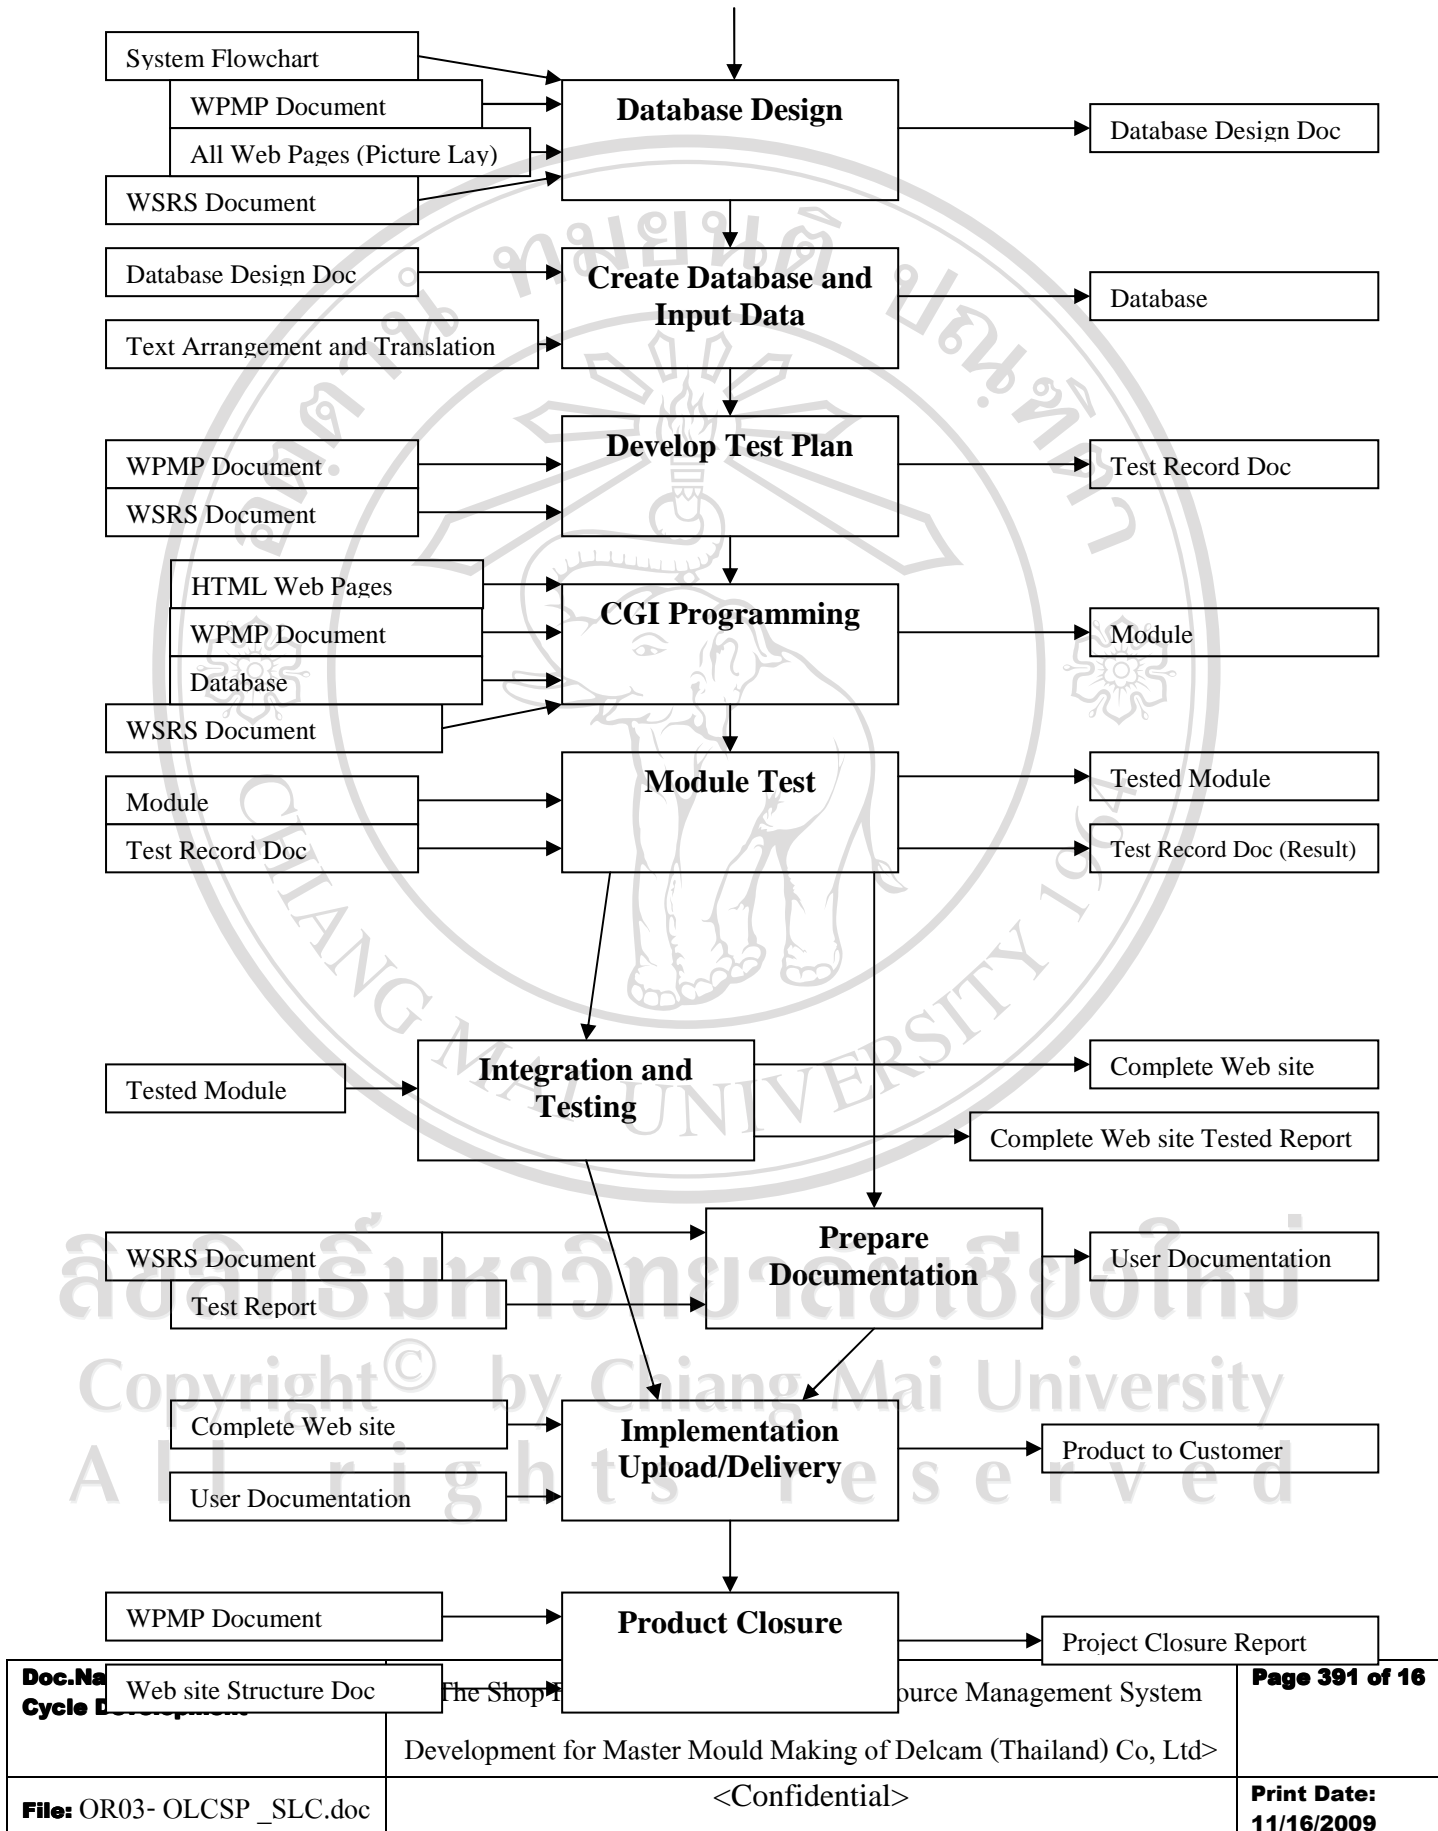 System Flowchart
WPMP Document
All Web Pages (Picture Lay)
WSRS Document
Database Design
Database Design Doc
Database Design Doc
Text Arrangement and Translation
Create Database and
Input Data
Database
WPMP Document
WSRS Document
Develop Test Plan
Test Record Doc
HTML Web Pages
WPMP Document
Database
WSRS Document
CGI Programming
Module
Module
Test Record Doc
Module Test
Tested Module
Test Record Doc (Result)
Tested Module
Integration and
Testing
Complete Web site
Complete Web site Tested Report
WSRS Document
Test Report
Prepare
Documentation
User Documentation
Complete Web site
User Documentation
Implementation
Upload/Delivery
Product to Customer
WPMP Document
Web site Structure Doc
Product Closure
Project Closure Report
CHIANG MAI UNIVERSITY 1964
ลิขสิทธิ์มหาวิทยาลัยเชียงใหม่
Copyright© by Chiang Mai University
All rights reserved
Cycle Development
The Shop
Management System
Development for Master Mould Making of Delcam (Thailand) Co, Ltd>
Page 391 of 16
File: OR03- OLCSP _SLC.doc
<Confidential>
Print Date:
11/16/2009